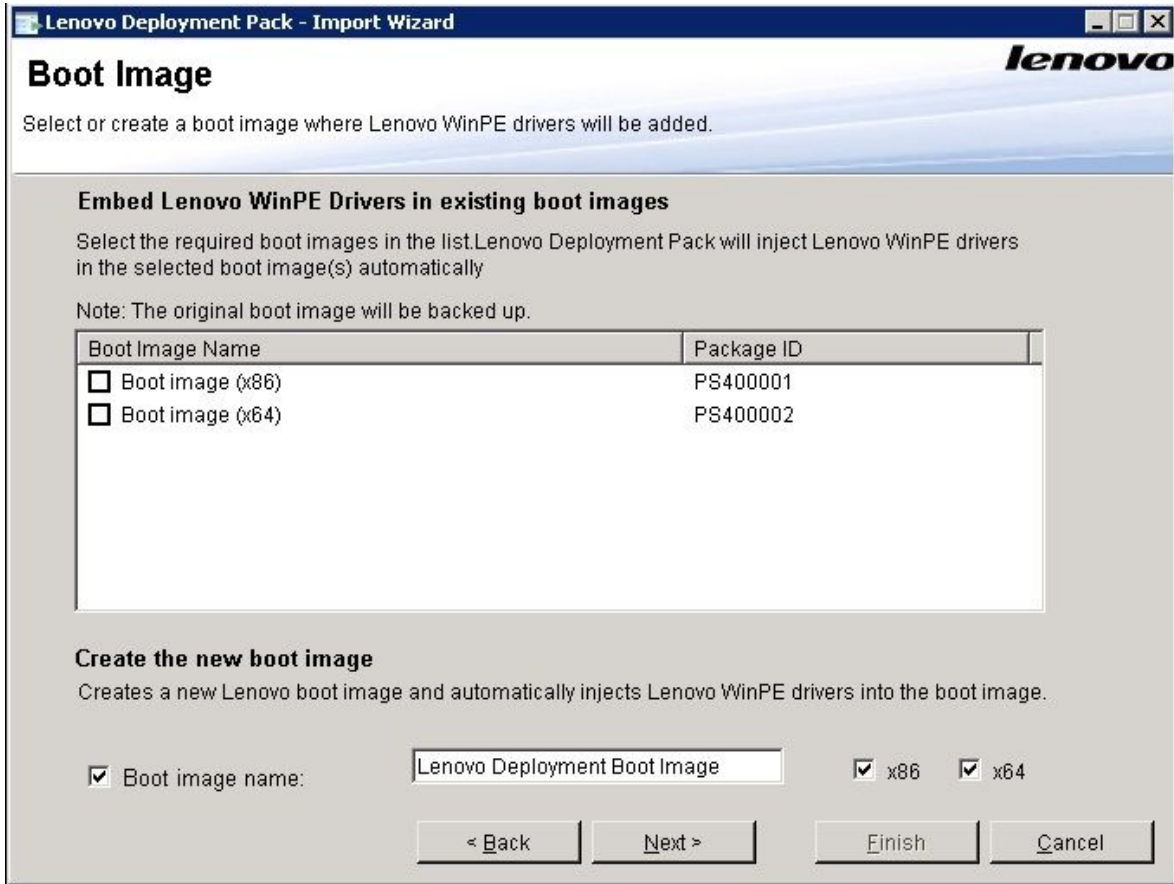 Lenovo Deployment Pack - Import Wizard
Boot Image
lenovo
Select or create a boot image where Lenovo WinPE drivers will be added.
Embed Lenovo WinPE Drivers in existing boot images
Select the required boot images in the list.Lenovo Deployment Pack will inject Lenovo WinPE drivers
in the selected boot image(s) automatically
Note: The original boot image will be backed up.
Boot Image Name Package ID
Boot image (x86) PS400001
Boot image (x64) PS400002
Create the new boot image
Creates a new Lenovo boot image and automatically injects Lenovo WinPE drivers into the boot image.
Boot image name: Lenovo Deployment Boot Image x86 x64
< Back Next > Finish Cancel